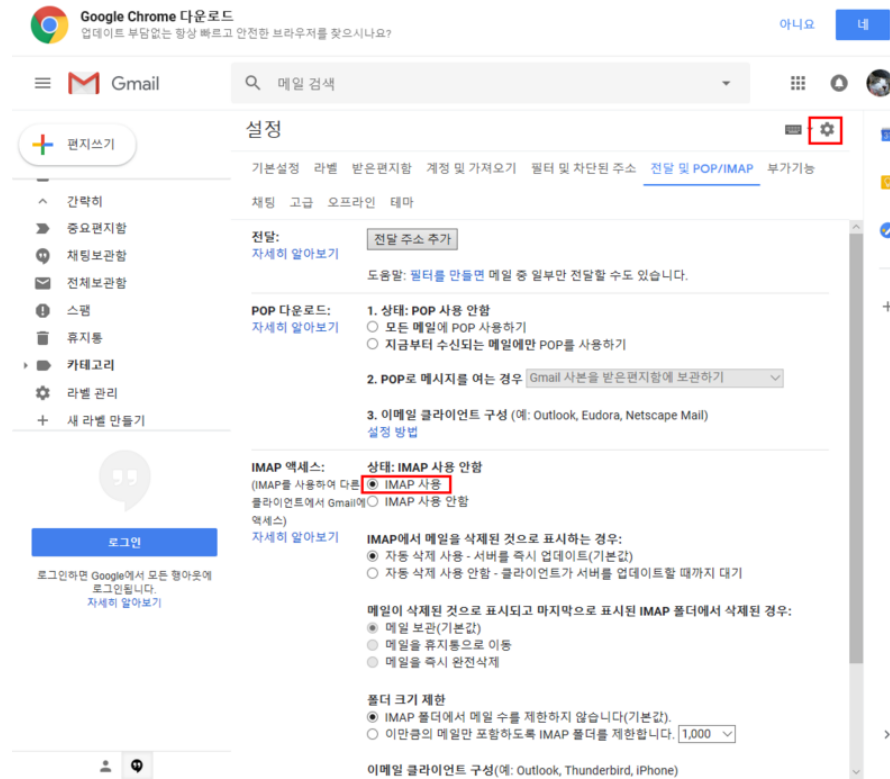 Google Chrome 다운로드
업데이트 부담없는 항상 빠르고 안전한 브라우저를 찾으시나요?
아니요
네
Gmail
메일 검색
편지쓰기
간략히
중요편지함
채팅보관함
전체보관함
스팸
휴지통
카테고리
라벨 관리
새 라벨 만들기
로그인
로그인하면 Google에서 모든 행아웃에
로그인됩니다.
자세히 알아보기
설정
기본설정 라벨 받은편지함 계정 및 가져오기 필터 및 차단된 주소 전달 및 POP/IMAP 부가기능
채팅 고급 오프라인 테마
전달:
자세히 알아보기
전달 주소 추가
도움말: 필터를 만들면 메일 중 일부만 전달할 수도 있습니다.
POP 다운로드:
자세히 알아보기
1. 상태: POP 사용 안함
모든 메일에 POP 사용하기
지금부터 수신되는 메일에만 POP를 사용하기
2. POP로 메시지를 여는 경우 Gmail 사본을 받은편지함에 보관하기
3. 이메일 클라이언트 구성 (예: Outlook, Eudora, Netscape Mail)
설정 방법
IMAP 액세스:
(IMAP를 사용하여 다른
클라이언트에서 Gmail에
액세스)
자세히 알아보기
상태: IMAP 사용 안함
IMAP 사용
IMAP 사용 안함
IMAP에서 메일을 삭제된 것으로 표시하는 경우:
자동 삭제 사용 - 서버를 즉시 업데이트(기본값)
자동 삭제 사용 안함 - 클라이언트가 서버를 업데이트할 때까지 대기
메일이 삭제된 것으로 표시되고 마지막으로 표시된 IMAP 폴더에서 삭제된 경우:
메일 보관(기본값)
메일을 휴지통으로 이동
메일을 즉시 완전삭제
폴더 크기 제한
IMAP 폴더에서 메일 수를 제한하지 않습니다(기본값).
이만큼의 메일만 포함하도록 IMAP 폴더를 제한합니다. 1,000
이메일 클라이언트 구성(예: Outlook, Thunderbird, iPhone)